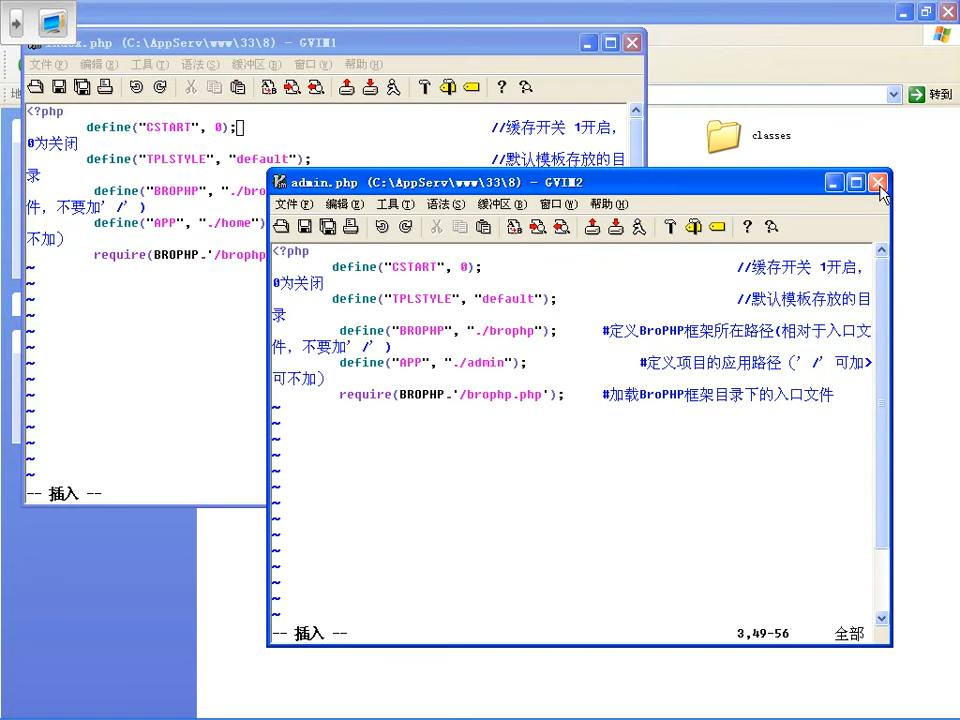 index.php (C:\AppServ\www\33\8) - GVIM1
文件(F) 编辑(E) 工具(T) 语法(S) 缓冲区(B) 窗口(W) 帮助(H)
转到
<?php
define("CSTART", 0); //缓存开关 1开启,
0为关闭
define("TPLSTYLE", "default"); //默认模板存放的目
录
define("BROPHP", "./bro
件, 不要加' /' )
define("APP", "./home")
不加)
require(BROPHP.'/brophp
~
~
~
~
~
~
~
~
~
~
~
~
~
~
-- 插入 --
classes
admin.php (C:\AppServ\www\33\8) - GVIM2
文件(F) 编辑(E) 工具(T) 语法(S) 缓冲区(B) 窗口(W) 帮助(H)
<?php
define("CSTART", 0); //缓存开关 1开启,
0为关闭
define("TPLSTYLE", "default"); //默认模板存放的目
录
define("BROPHP", "./brophp"); #定义BroPHP框架所在路径(相对于入口文
件, 不要加' /' )
define("APP", "./admin"); #定义项目的应用路径 (' /' 可加>
可不加)
require(BROPHP.'/brophp.php'); #加载BroPHP框架目录下的入口文件
~
~
~
~
~
~
~
~
~
~
~
~
~
~
-- 插入 -- 3,49-56 全部